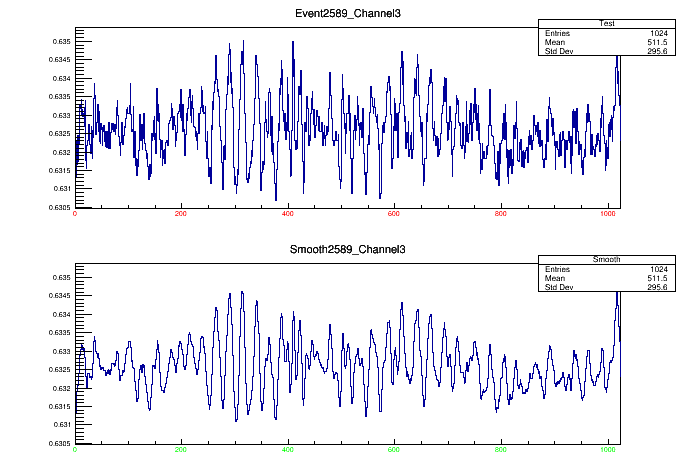 Event2589_Channel3
Test
Entries 1024
Mean 511.5
Std Dev 295.6
0.635
0.6345
0.634
0.6335
0.633
0.6325
0.632
0.6315
0.631
0.6305
0 200 400 600 800 1000
Smooth2589_Channel3
Smooth
Entries 1024
Mean 511.5
Std Dev 295.6
0.635
0.6345
0.634
0.6335
0.633
0.6325
0.632
0.6315
0.631
0.6305
0 200 400 600 800 1000